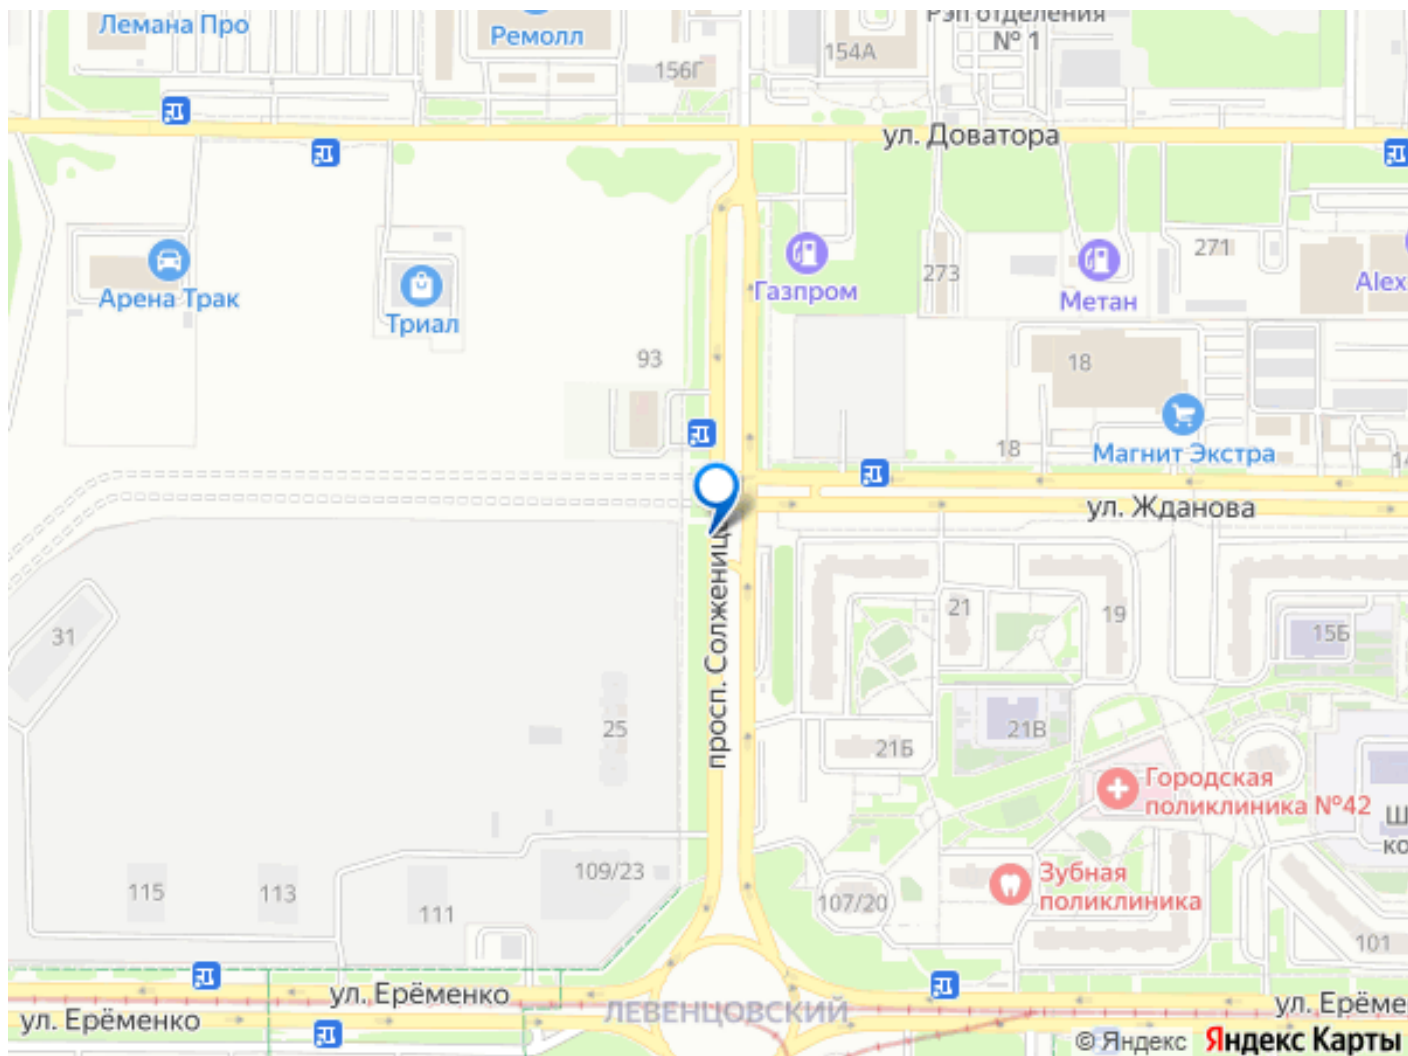 Лемана Про
Ремолл
156Г
154А
Рэп отделения
№ 1
ул. Доватора
Арена Трак
Триал
Газпром
273
Метан
271
Alex
93
18
18
Магнит Экстра
14
ул. Жданова
просп. Солжениц
31
25
21
19
15Б
21Б
21В
Городская
поликлиника №42
Ш
ко
Зубная
поликлиника
109/23
107/20
115
113
111
101
ул. Ерёменко
ул. Ерёменко
ЛЕВЕНЦОВСКИЙ
ул. Ерёме
© Яндекс Яндекс Карты